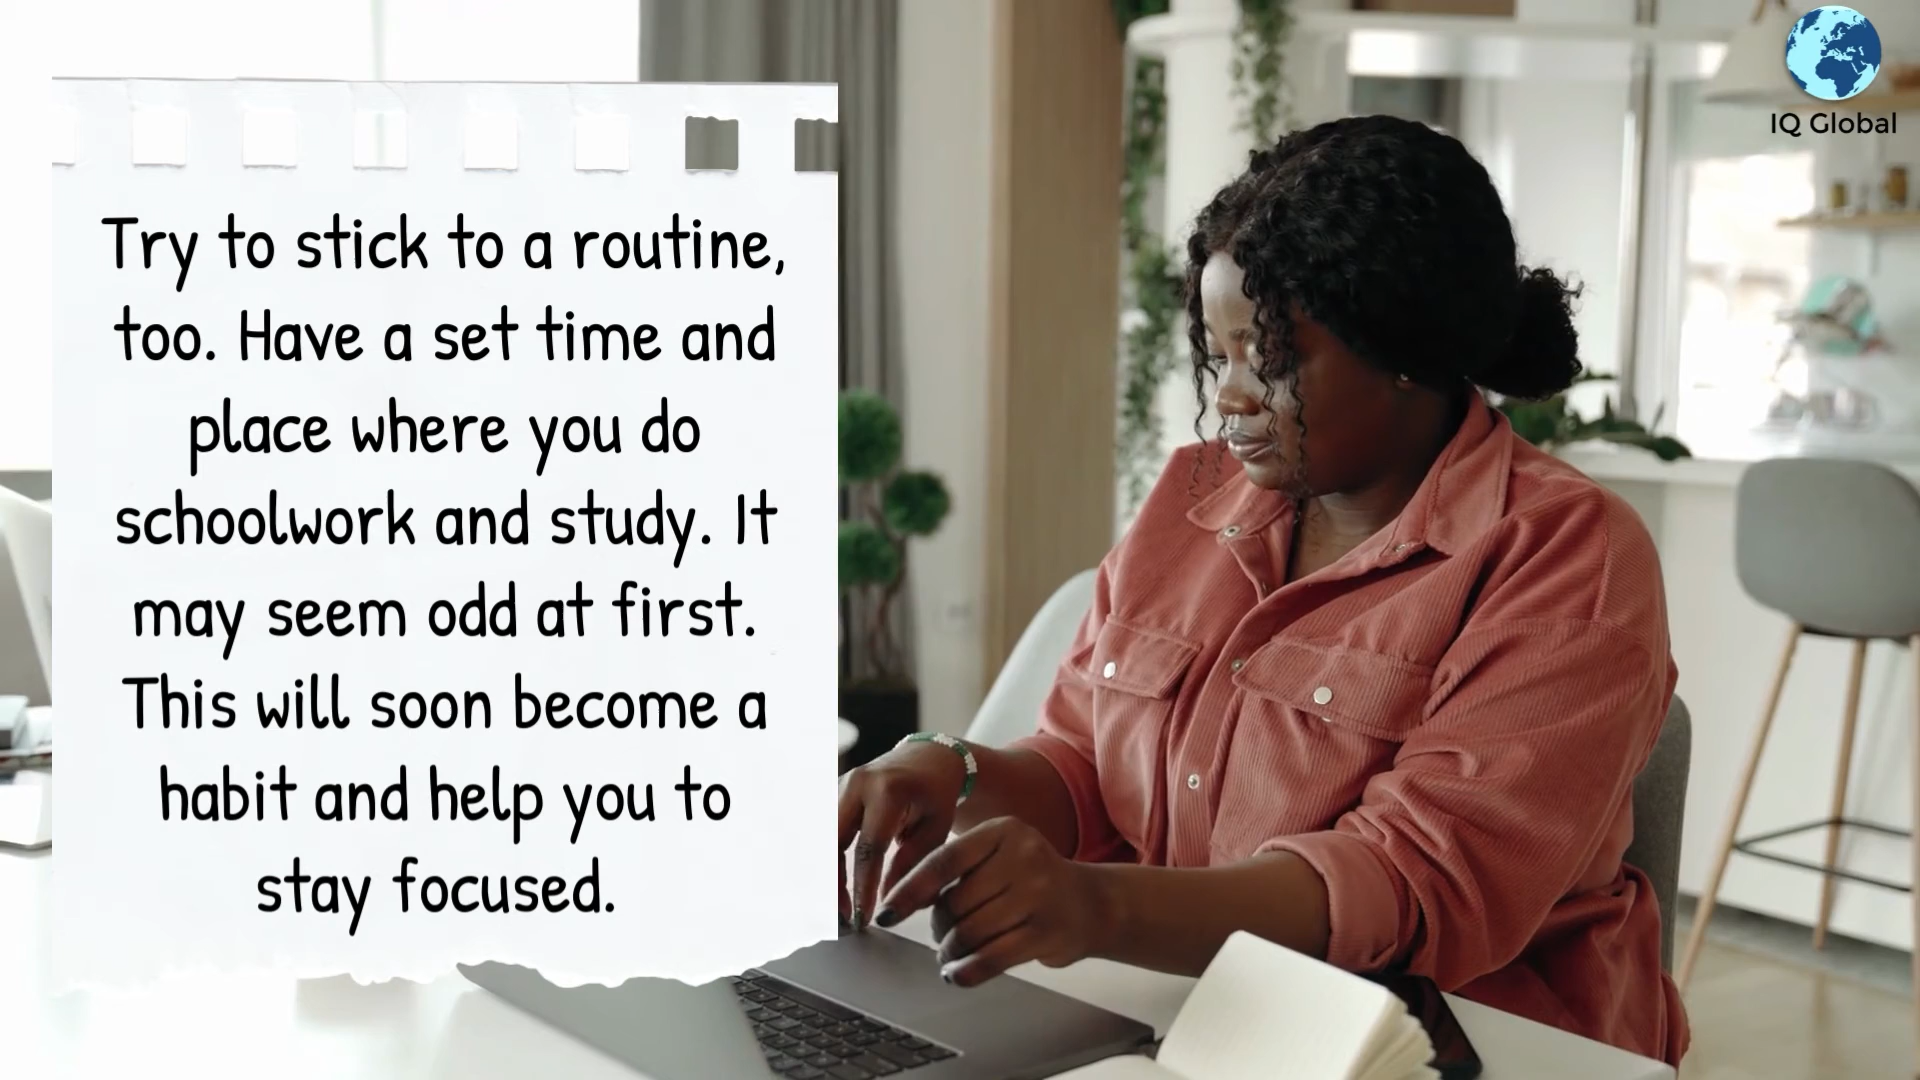 Try to stick to a routine,
too. Have a set time and
place where you do
schoolwork and study. It
may seem odd at first.
This will soon become a
habit and help you to
stay focused.
IQ Global